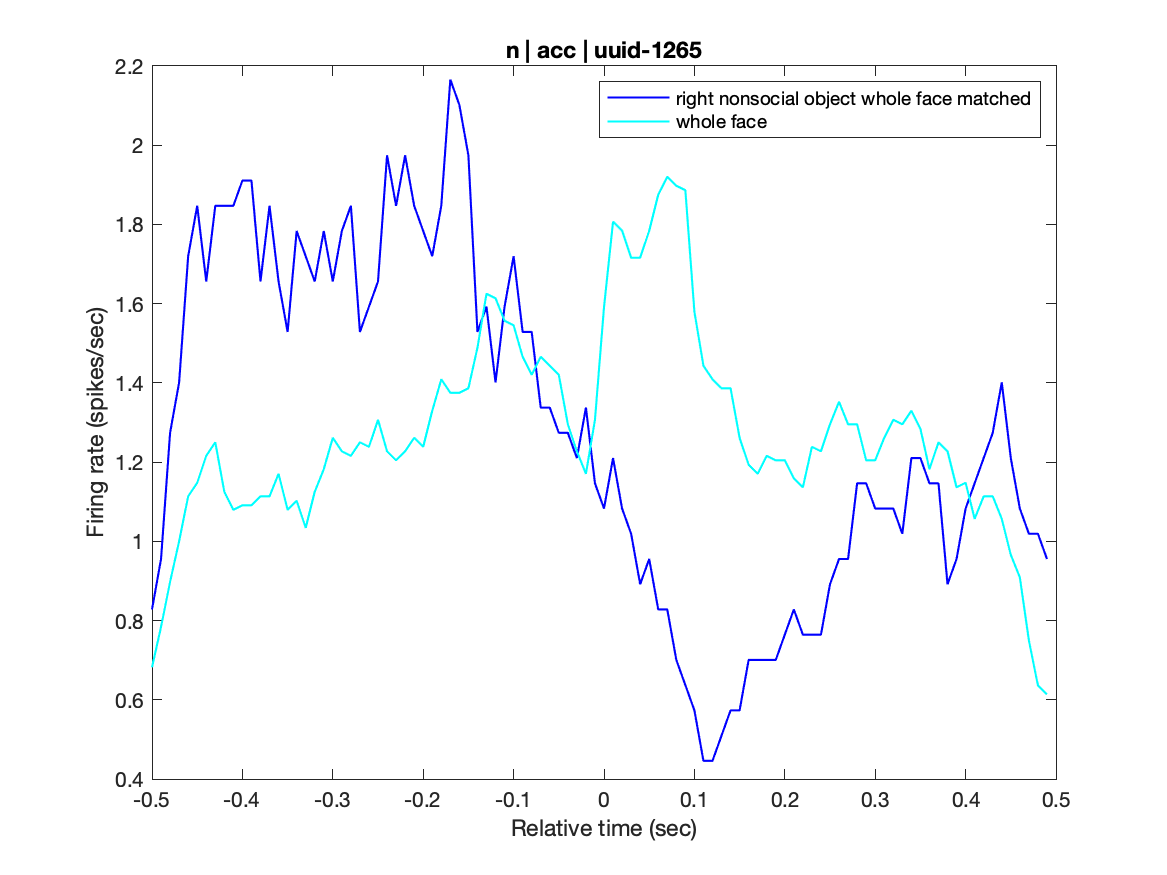 n | acc | uuid-1265
right nonsocial object whole face matched
whole face
2.2
2
1.8
1.6
1.4
1.2
1
0.8
0.6
0.4
Firing rate (spikes/sec)
-0.5 -0.4 -0.3 -0.2 -0.1 0 0.1 0.2 0.3 0.4 0.5
Relative time (sec)